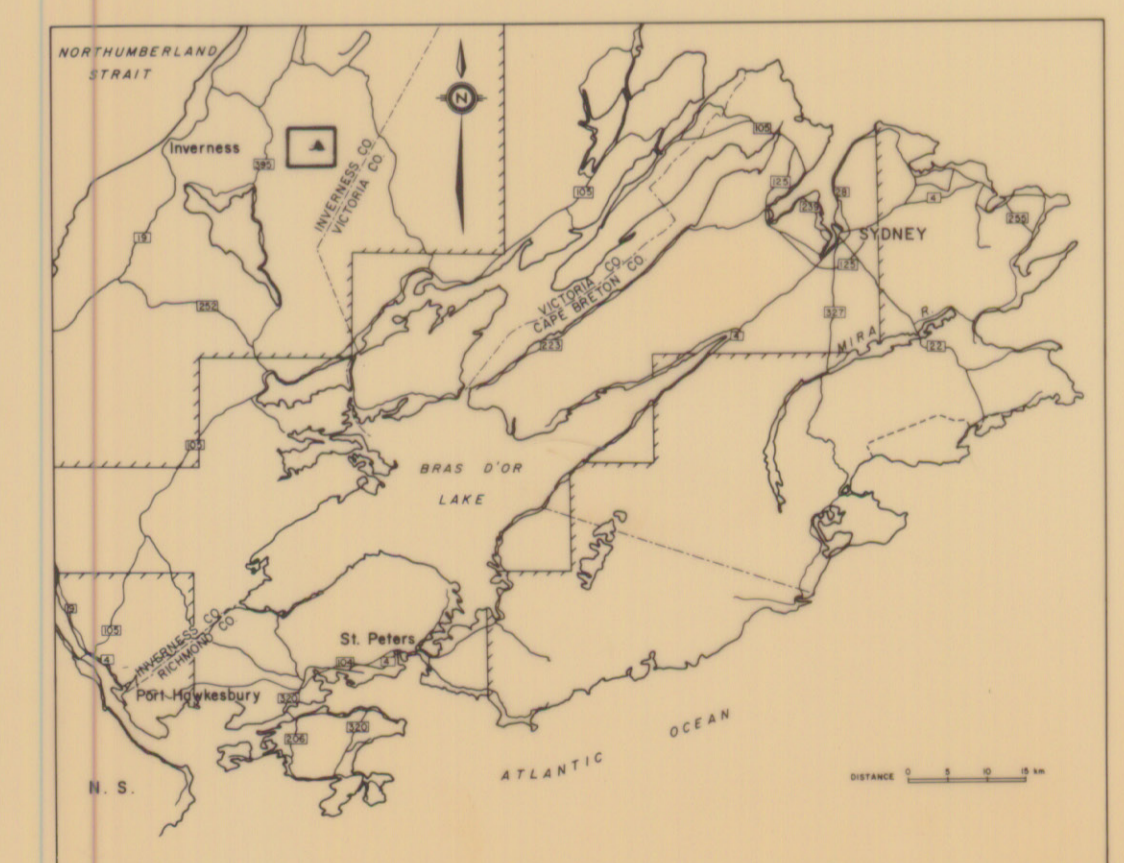 NORTHUMBERLAND
STRAIT
N
Inverness
395
INVERNESS CO.
VICTORIA CO.
105
105
125
28
239
4
255
SYDNEY
125
19
252
VICTORIA CO.
CAPE BRETON CO.
327
MIRA R.
22
4
223
105
BRAS D'OR
LAKE
19
105
INVERNESS CO.
RICHMOND CO.
4
St. Peters
104
4
Port Hawkesbury
320
320
206
ATLANTIC OCEAN
N. S.
DISTANCE 0 5 10 15 km